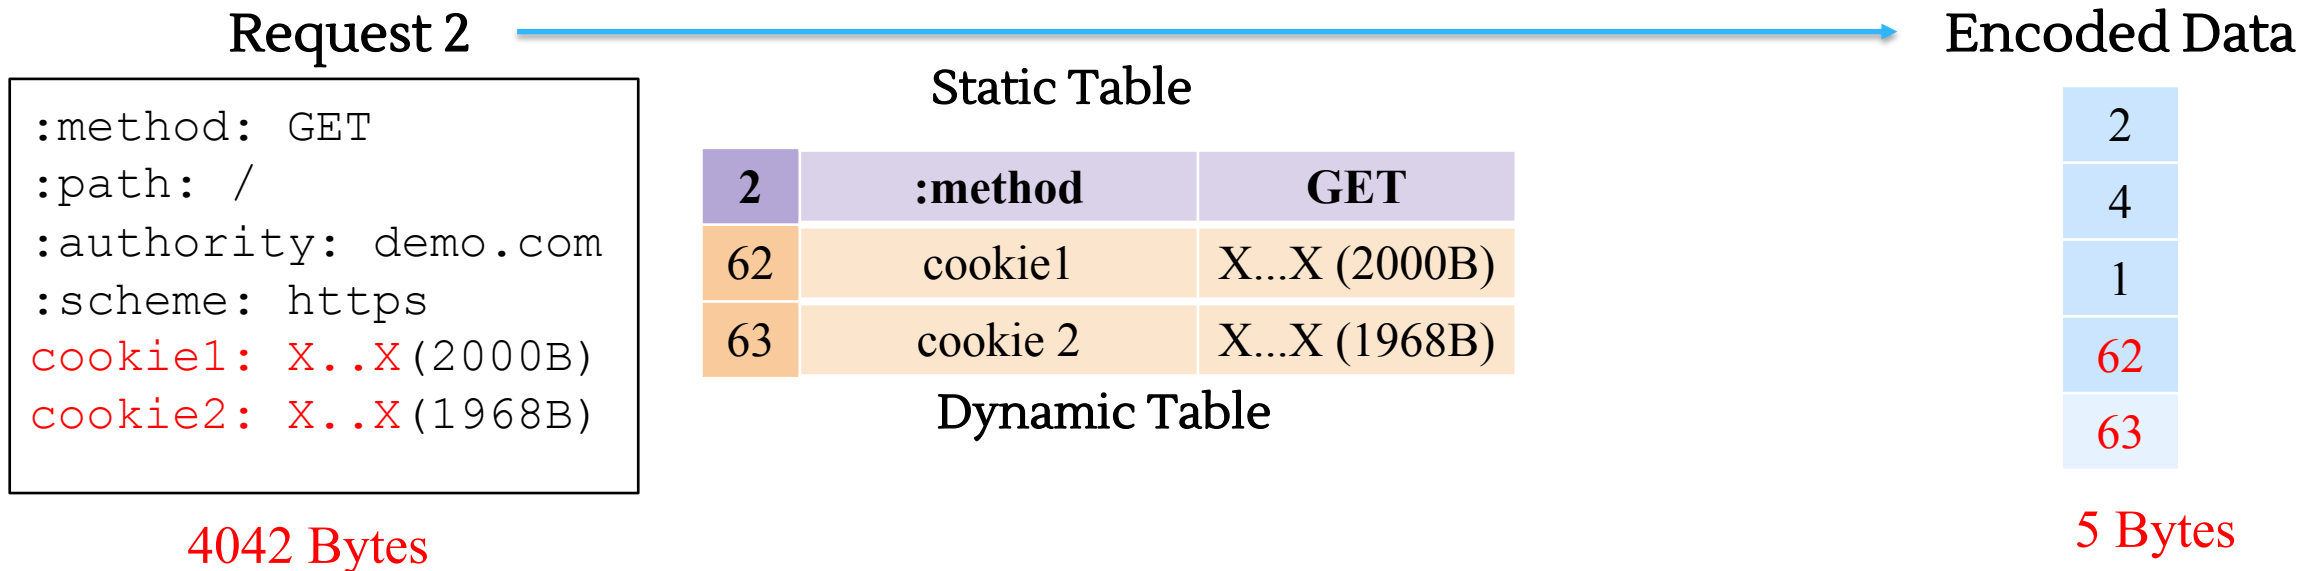 Request 2
Encoded Data
:method: GET
:path: /
:authority: demo.com
:scheme: https
cookie1: X..X(2000B)
cookie2: X..X(1968B)
4042 Bytes
Static Table
2 :method GET
62 cookie1 X...X (2000B)
63 cookie 2 X...X (1968B)
Dynamic Table
2
4
1
62
63
5 Bytes